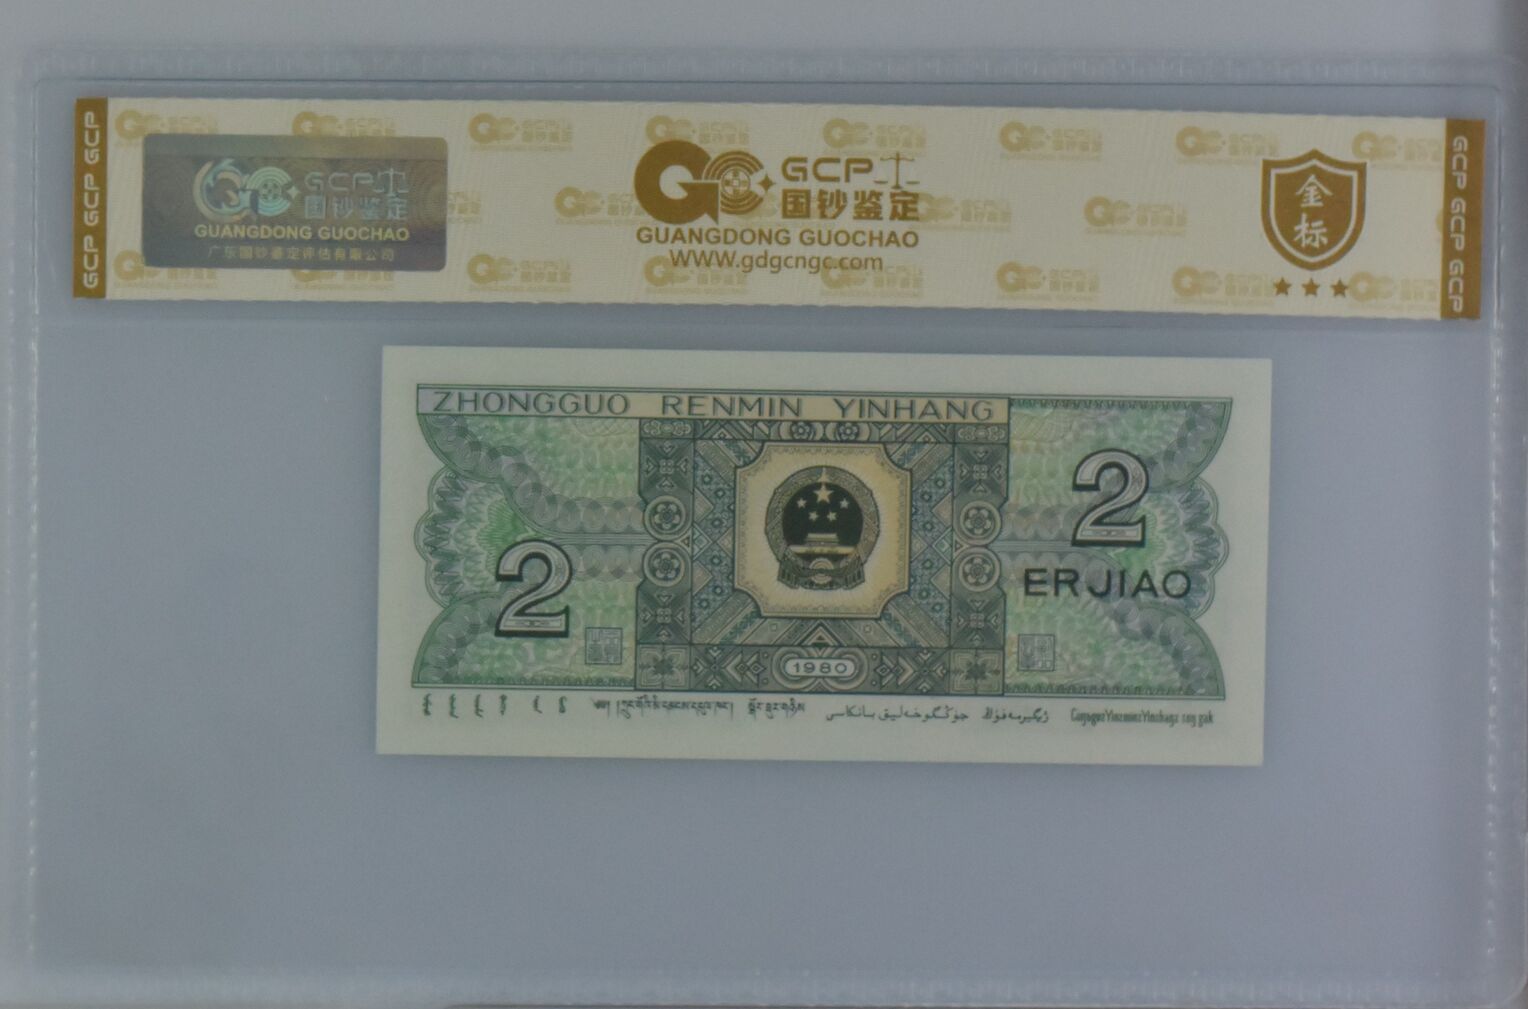 GCP GCP GCP
GCP
国钞鉴定
GUANGDONG GUOCHAO
广东国钞鉴定评估有限公司
GCP
国钞鉴定
GUANGDONG GUOCHAO
WWW.gdgcngc.com
金
标
GCP GCP GCP
ZHONGGUO RENMIN YINHANG
2
2
ERJIAO
1980